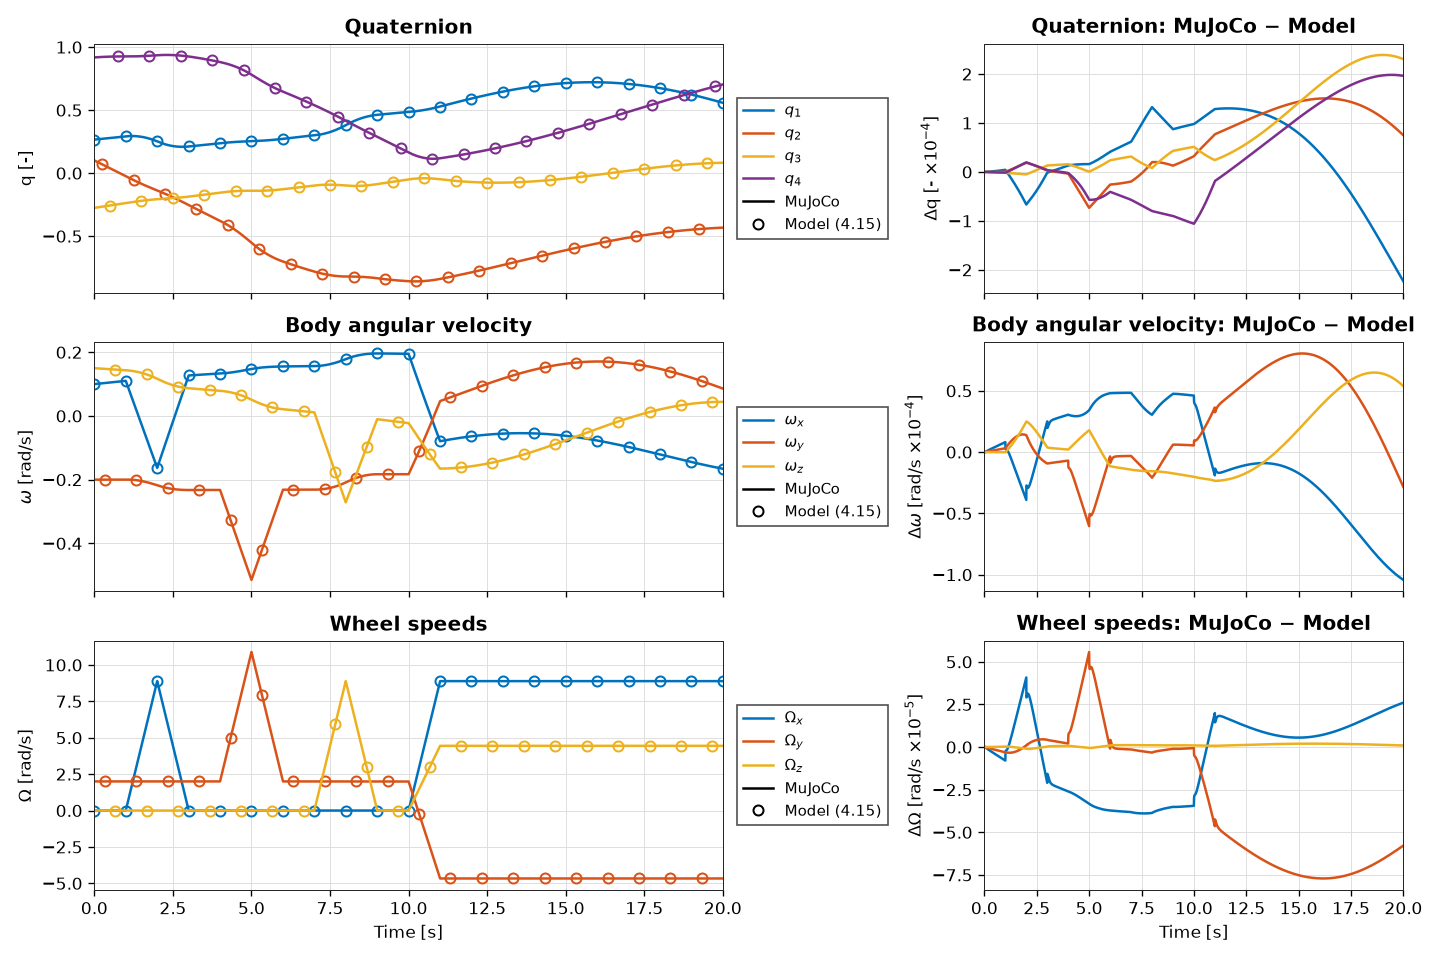 Quaternion
Quaternion: MuJoCo − Model
q [-]
1.0
0.5
0.0
−0.5
q1
q2
q3
q4
MuJoCo
Model (4.15)
Δq [- ×10⁻⁴]
2
1
0
−1
−2
Body angular velocity
Body angular velocity: MuJoCo − Model
ω [rad/s]
0.2
0.0
−0.2
−0.4
ωx
ωy
ωz
MuJoCo
Model (4.15)
Δω [rad/s ×10⁻⁴]
0.5
0.0
−0.5
−1.0
Wheel speeds
Wheel speeds: MuJoCo − Model
Ω [rad/s]
10.0
7.5
5.0
2.5
0.0
−2.5
−5.0
Ωx
Ωy
Ωz
MuJoCo
Model (4.15)
ΔΩ [rad/s ×10⁻⁵]
5.0
2.5
0.0
−2.5
−5.0
−7.5
0.0 2.5 5.0 7.5 10.0 12.5 15.0 17.5 20.0
Time [s]
0.0 2.5 5.0 7.5 10.0 12.5 15.0 17.5 20.0
Time [s]